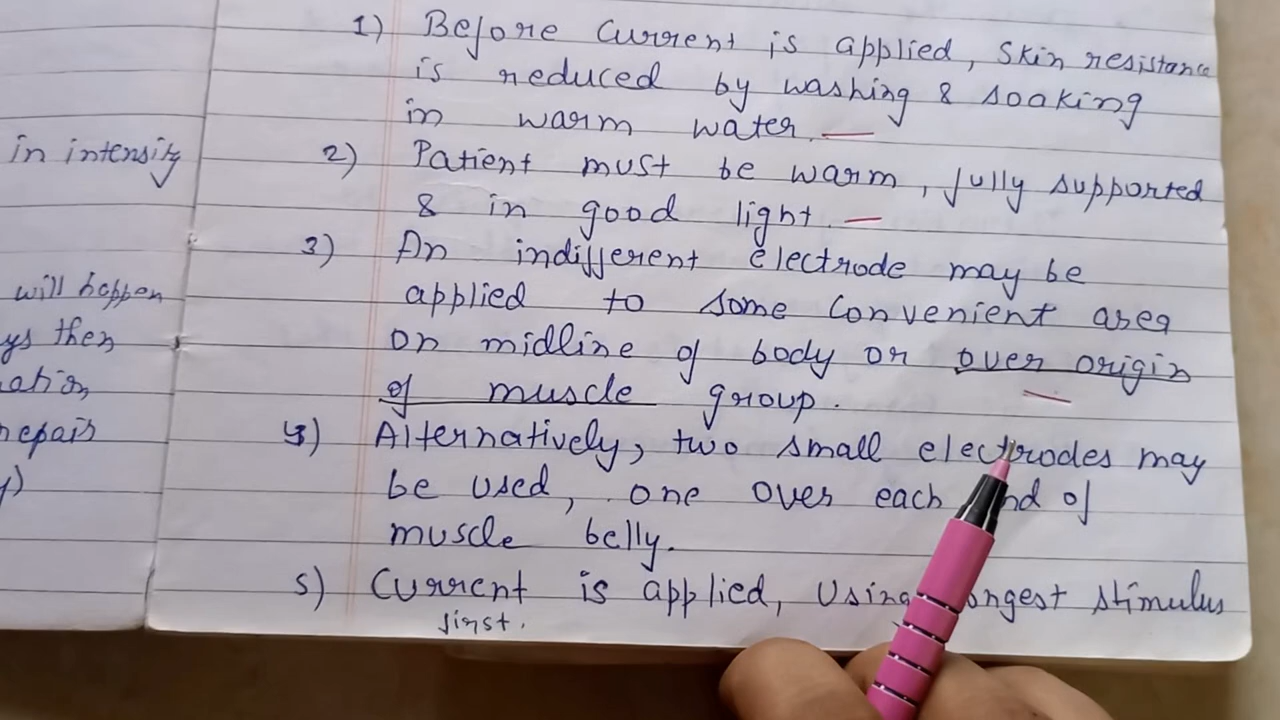 1) Before current is applied, skin resistance
is reduced by washing & soaking
in warm water.
in intensity
2) Patient must be warm, fully supported
& in good light.
3) An indifferent electrode may be
will happen
applied to some convenient area
ys then
on midline of body or over origin
of muscle group.
repair
4) Alternatively, two small electrodes may
be used, one over each end of
muscle belly.
5) Current is applied, using longest stimulus
first.